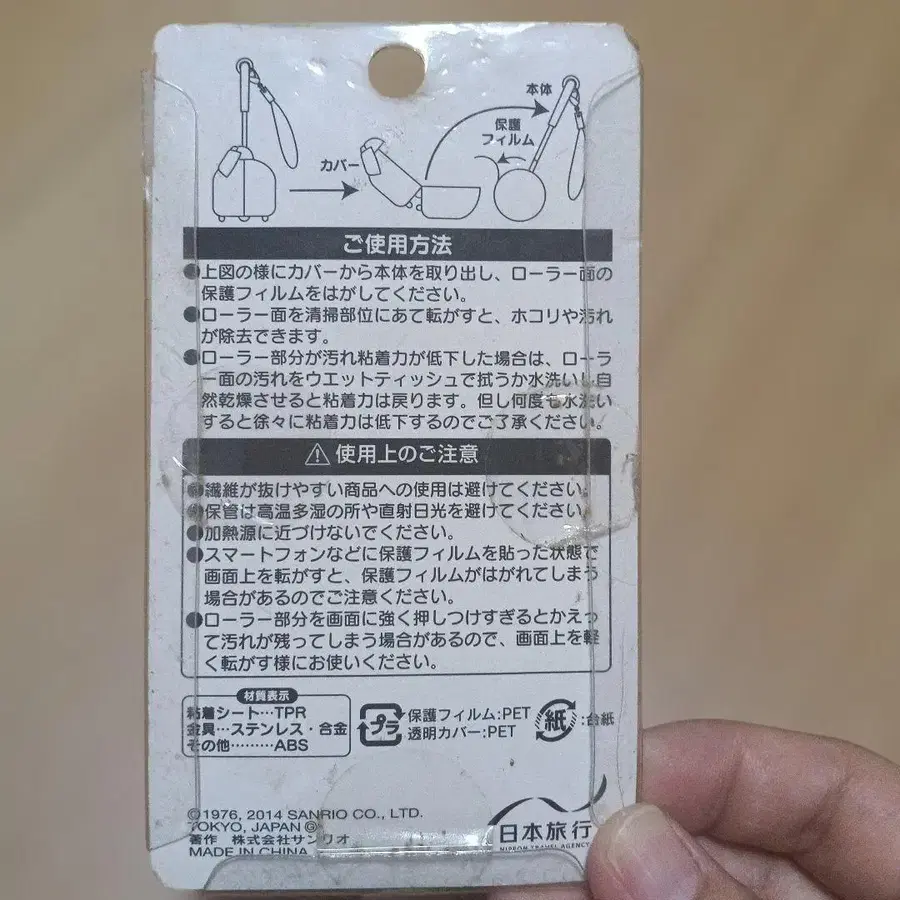 本体
保護
フィルム
カバー
ご使用方法
●上図の様にカバーから本体を取り出し、ローラー面の
保護フィルムをはがしてください。
●ローラー面を清掃部位にあて転がすと、ホコリや汚れ
が除去できます。
●ローラー部分が汚れ粘着力が低下した場合は、ローラ
ー面の汚れをウエットティッシュで拭うか水洗いし自
然乾燥させると粘着力は戻ります。但し何度も水洗い
すると徐々に粘着力は低下するのでご了承ください。
⚠使用上のご注意
●繊維が抜けやすい商品への使用は避けてください。
●保管は高温多湿の所や直射日光を避けてください。
●加熱源に近づけないでください。
●スマートフォンなどに保護フィルムを貼った状態で
画面上を転がすと、保護フィルムがはがれてしまう
場合があるのでご注意ください。
●ローラー部分を画面に強く押しつけすぎるとかえっ
て汚れが残ってしまう場合があるので、画面上を軽
く転がす様にお使いください。
材質表示
粘着シート…TPR
金具…ステンレス・合金
その他………ABS
プラ
保護フィルム:PET
透明カバー:PET
紙
:台紙
©1976, 2014 SANRIO CO., LTD.
TOKYO, JAPAN Ⓖ
著作 株式会社サンリオ
MADE IN CHINA
日本旅行
NIPPON TRAVEL AGENCY